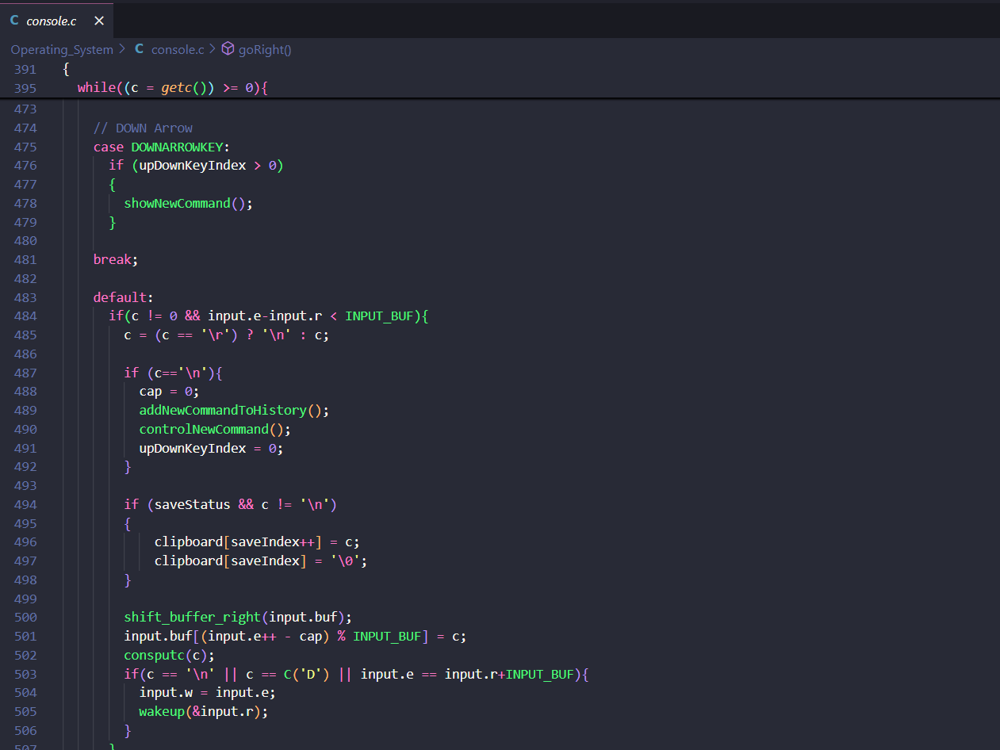 C console.c ×
Operating_System > C console.c > goRight()
391 {
395 while((c = getc()) >= 0){
473
474 // DOWN Arrow
475 case DOWNARROWKEY:
476 if (upDownKeyIndex > 0)
477 {
478 showNewCommand();
479 }
480
481 break;
482
483 default:
484 if(c != 0 && input.e-input.r < INPUT_BUF){
485 c = (c == '\r') ? '\n' : c;
486
487 if (c=='\n'){
488 cap = 0;
489 addNewCommandToHistory();
490 controlNewCommand();
491 upDownKeyIndex = 0;
492 }
493
494 if (saveStatus && c != '\n')
495 {
496 clipboard[saveIndex++] = c;
497 clipboard[saveIndex] = '\0';
498 }
499
500 shift_buffer_right(input.buf);
501 input.buf[(input.e++ - cap) % INPUT_BUF] = c;
502 consputc(c);
503 if(c == '\n' || c == C('D') || input.e == input.r+INPUT_BUF){
504 input.w = input.e;
505 wakeup(&input.r);
506 }
507 }